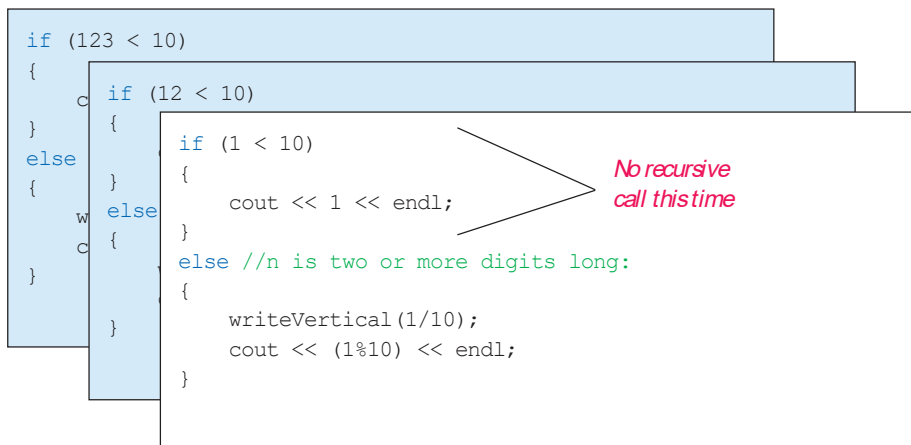 if (123 < 10)
{
c
}
else
{
w
c
}
if (12 < 10)
{
}
else
{
}
if (1 < 10)
{
cout << 1 << endl;
}
else //n is two or more digits long:
{
writeVertical(1/10);
cout << (1%10) << endl;
}
No recursive
call this time